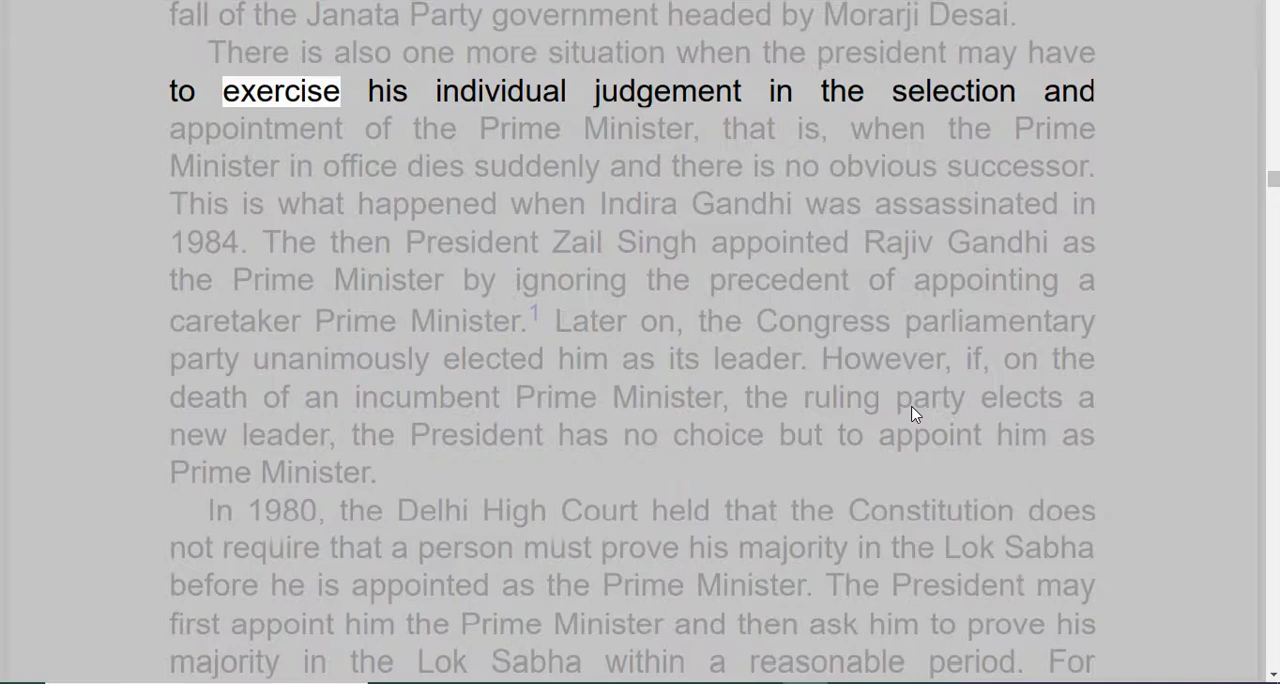 fall of the Janata Party government headed by Morarji Desai.
There is also one more situation when the president may have
to exercise his individual judgement in the selection and
appointment of the Prime Minister, that is, when the Prime
Minister in office dies suddenly and there is no obvious successor.
This is what happened when Indira Gandhi was assassinated in
1984. The then President Zail Singh appointed Rajiv Gandhi as
the Prime Minister by ignoring the precedent of appointing a
caretaker Prime Minister.1 Later on, the Congress parliamentary
party unanimously elected him as its leader. However, if, on the
death of an incumbent Prime Minister, the ruling party elects a
new leader, the President has no choice but to appoint him as
Prime Minister.
In 1980, the Delhi High Court held that the Constitution does
not require that a person must prove his majority in the Lok Sabha
before he is appointed as the Prime Minister. The President may
first appoint him the Prime Minister and then ask him to prove his
majority in the Lok Sabha within a reasonable period. For